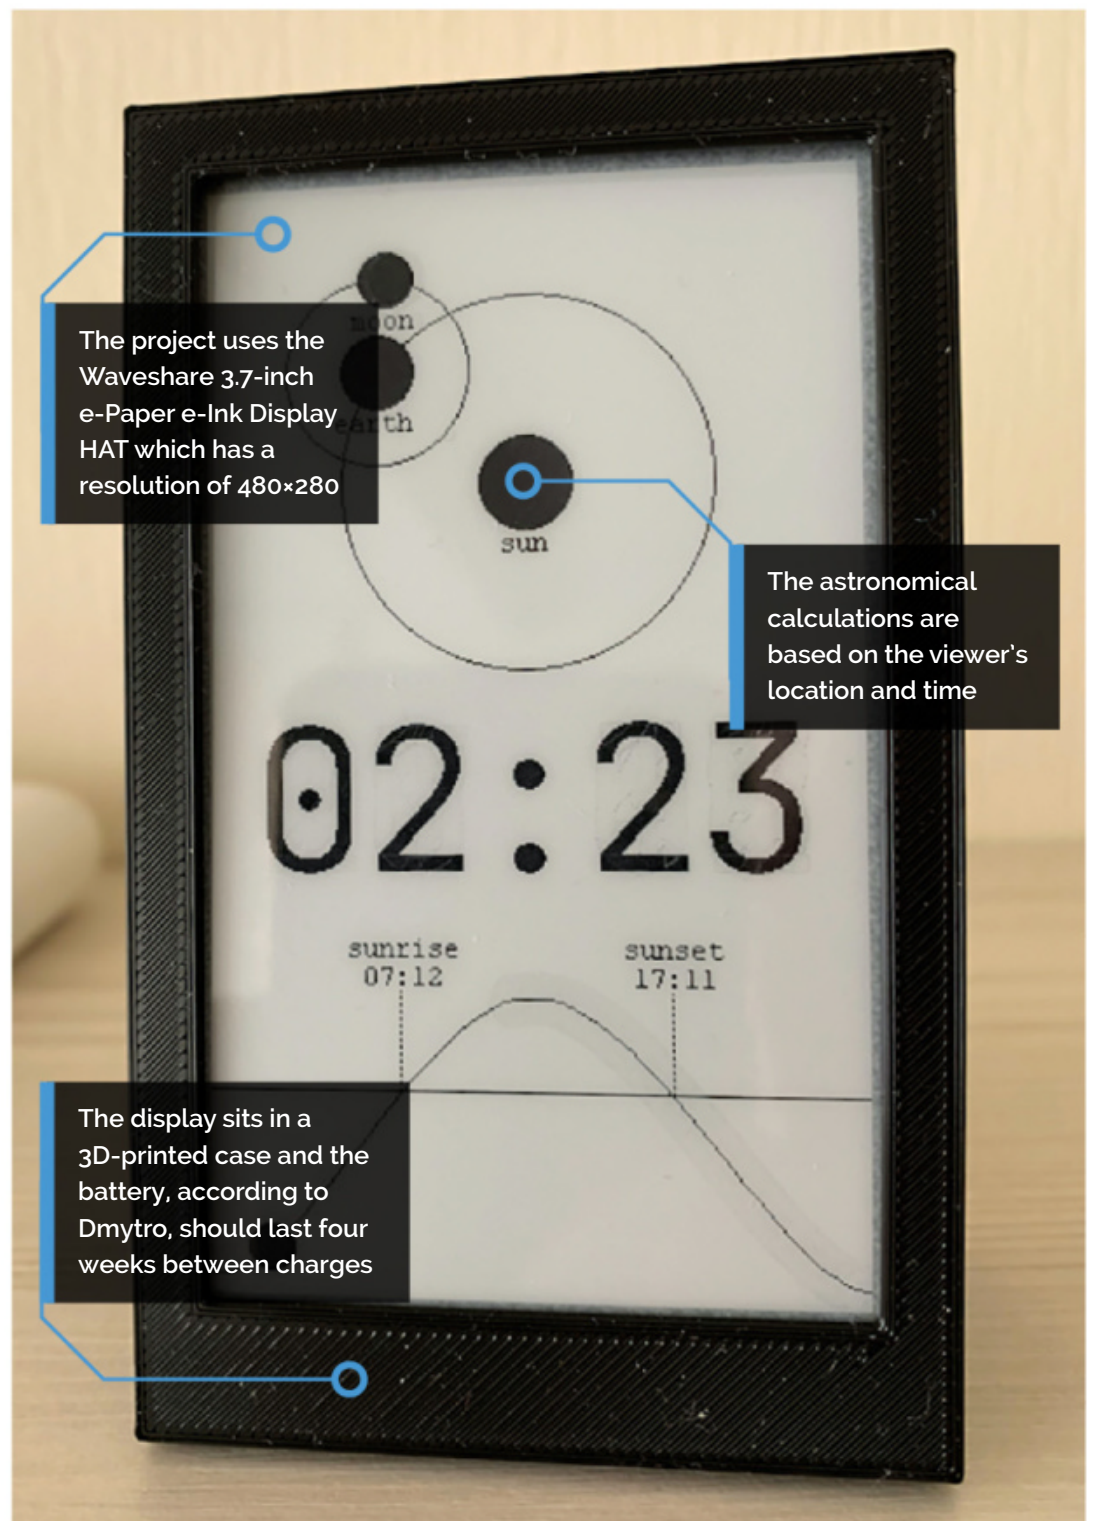 moon
The project uses the
Waveshare 3.7-inch
e-Paper e-Ink Display
HAT which has a
resolution of 480×280
earth
sun
The astronomical
calculations are
based on the viewer's
location and time
02:23
sunrise
07:12
sunset
17:11
The display sits in a
3D-printed case and the
battery, according to
Dmytro, should last four
weeks between charges